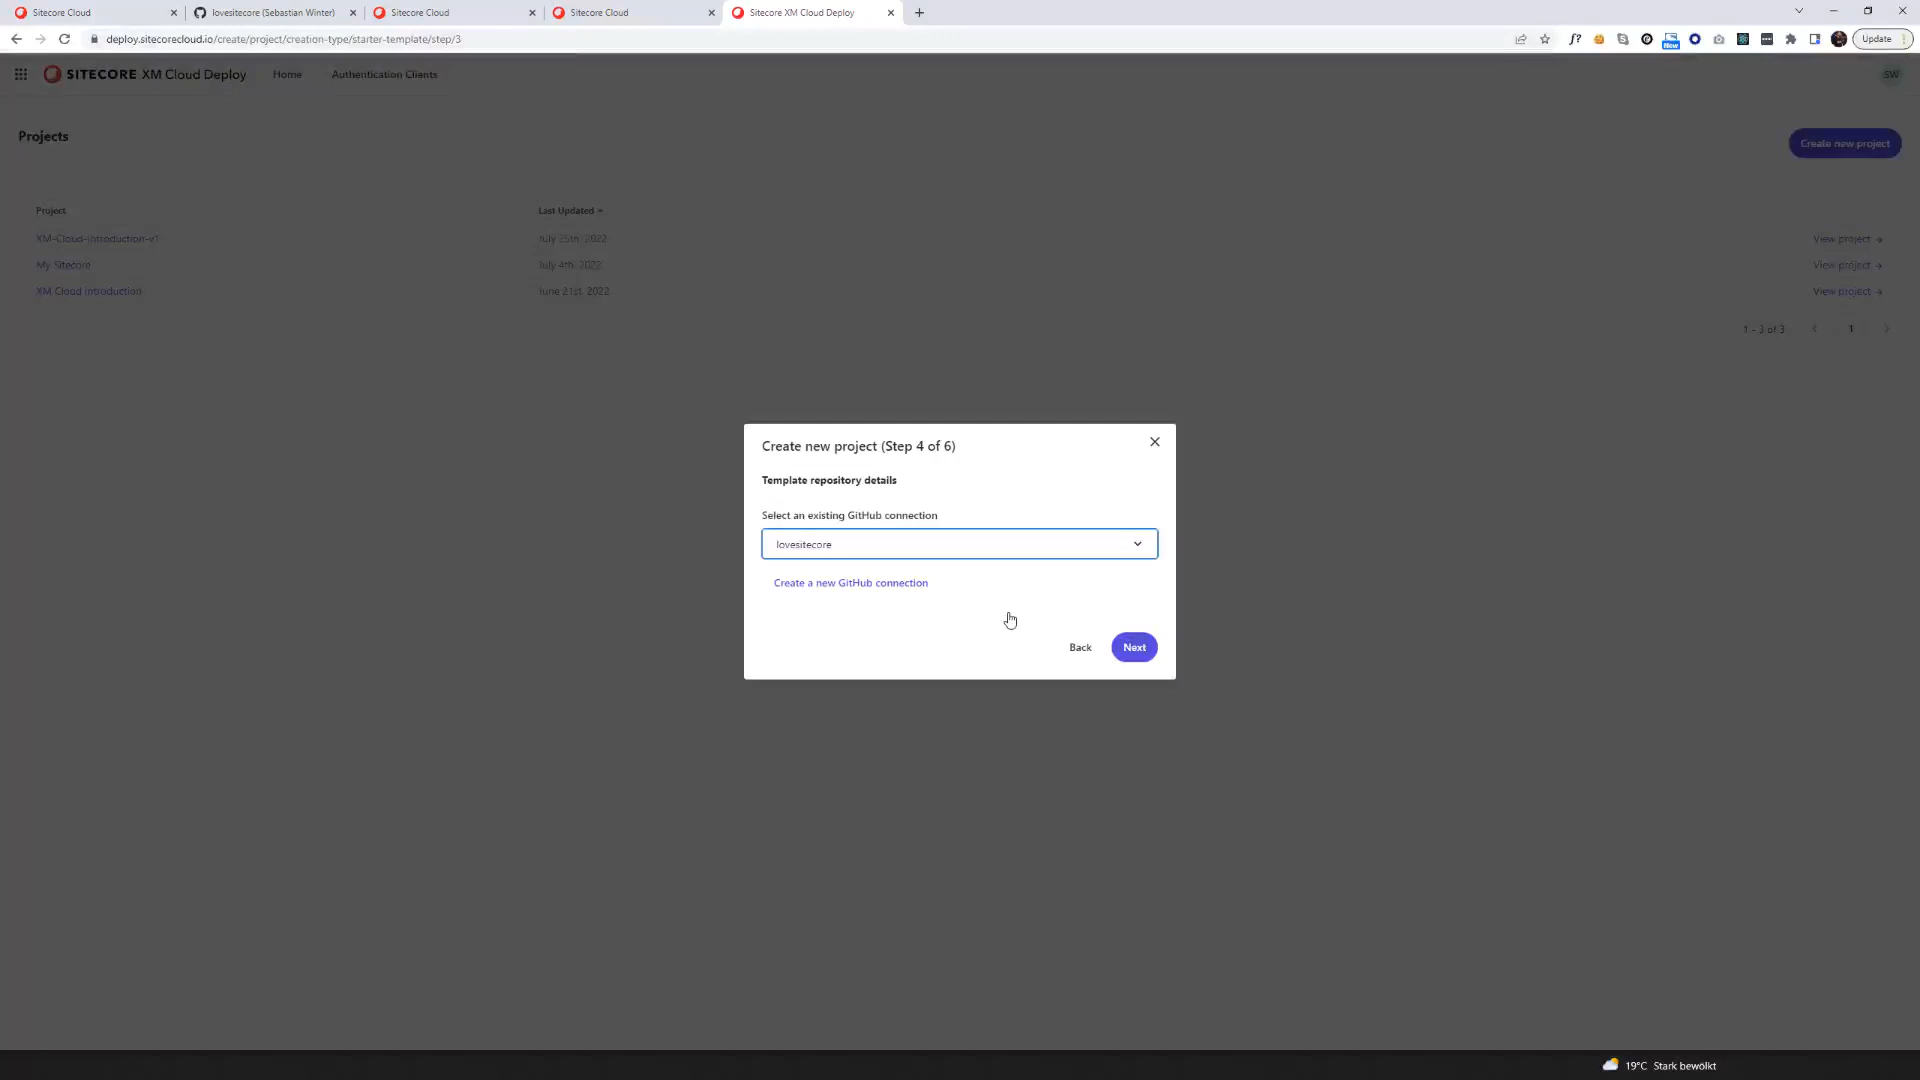 Sitecore Cloud
lovesitecore (Sebastian Winter)
Sitecore Cloud
Sitecore Cloud
Sitecore XM Cloud Deploy
deploy.sitecorecloud.io/create/project/creation-type/starter-template/step/3
f?
New
Update
SITECORE XM Cloud Deploy
Home
Authentication Clients
SW
Projects
Create new project
Project
Last Updated
XM-Cloud-Introduction-v1
July 25th, 2022
View project →
My Sitecore
July 4th, 2022
View project →
XM Cloud Introduction
June 21st, 2022
View project →
1 - 3 of 3
1
Create new project (Step 4 of 6)
Template repository details
Select an existing GitHub connection
lovesitecore
Create a new GitHub connection
Back
Next
19°C Stark bewölkt